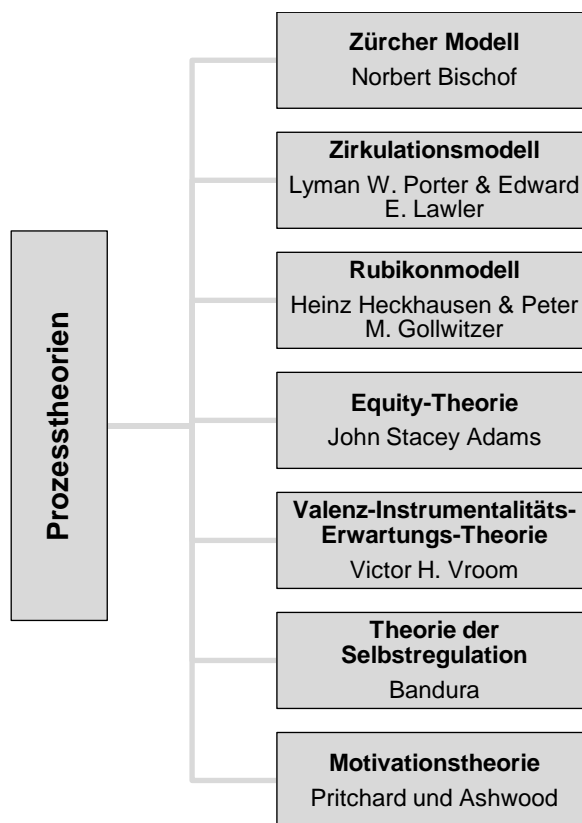 Prozesstheorien
Zürcher Modell
Norbert Bischof
Zirkulationsmodell
Lyman W. Porter & Edward
E. Lawler
Rubikonmodell
Heinz Heckhausen & Peter
M. Gollwitzer
Equity-Theorie
John Stacey Adams
Valenz-Instrumentalitäts-
Erwartungs-Theorie
Victor H. Vroom
Theorie der
Selbstregulation
Bandura
Motivationstheorie
Pritchard und Ashwood